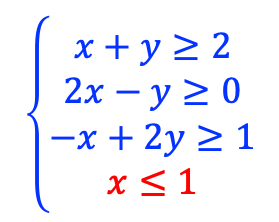 x + y ≥ 2
2x − y ≥ 0
−x + 2y ≥ 1
x ≤ 1